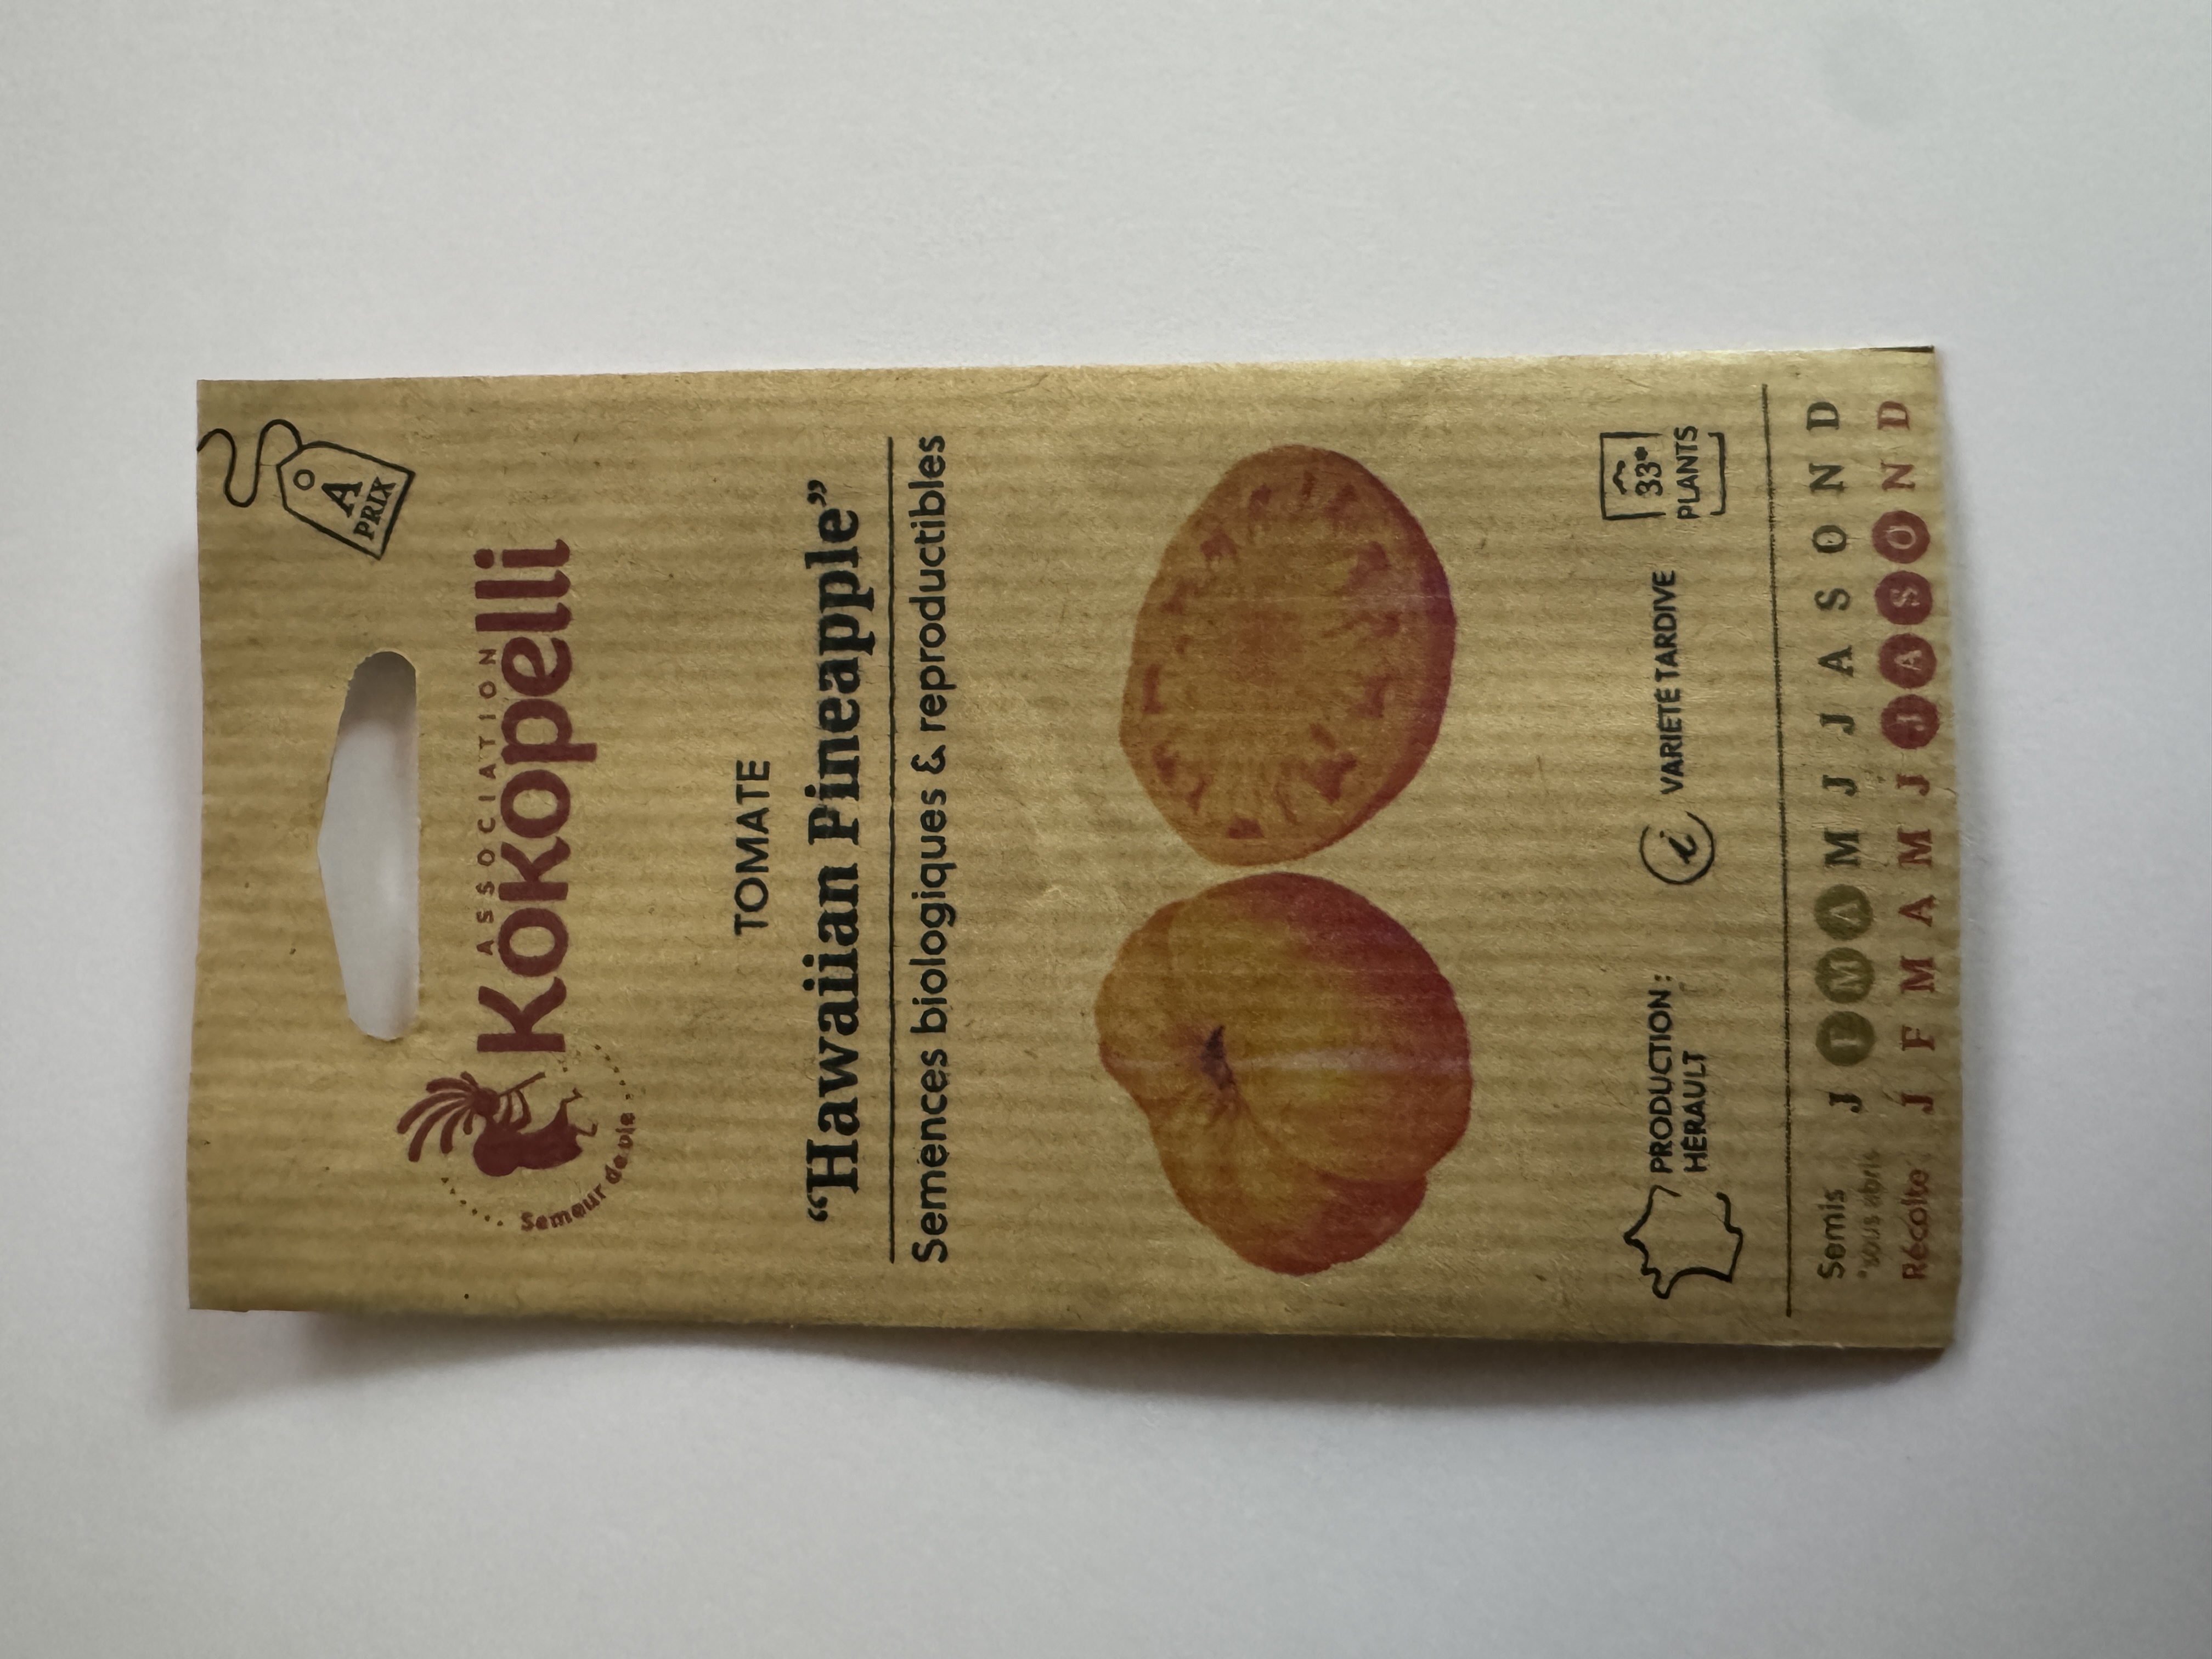 A
PRIX
ASSOCIATION
Kokopelli
Semeur de vie
TOMATE
“Hawaiian Pineapple”
Semences biologiques & reproductibles
PRODUCTION :
HÉRAULT
i VARIETE TARDIVE
33*
PLANTS
Semis J F M A M J J A S O N D
*sous abris
Récolte J F M A M J J A S O N D